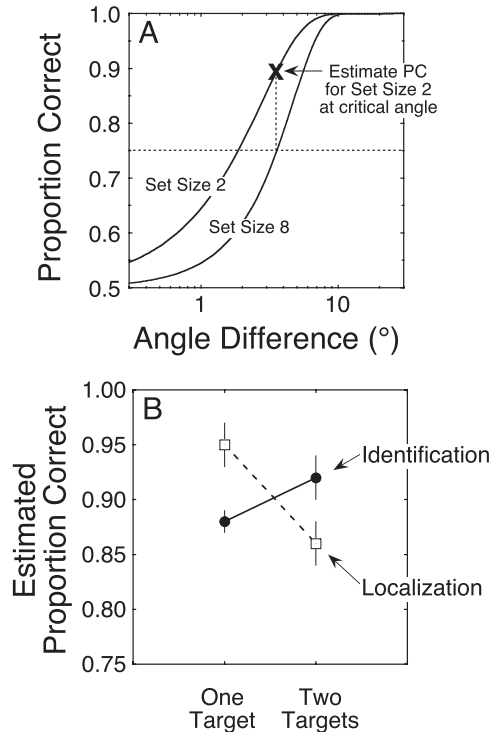 A
1.0
0.9
0.8
0.7
0.6
0.5
Proportion Correct
X
Estimate PC
for Set Size 2
at critical angle
Set Size 2
Set Size 8
1
10
Angle Difference (°)
B
1.00
0.95
0.90
0.85
0.80
0.75
Estimated
Proportion Correct
Identification
Localization
One
Target
Two
Targets